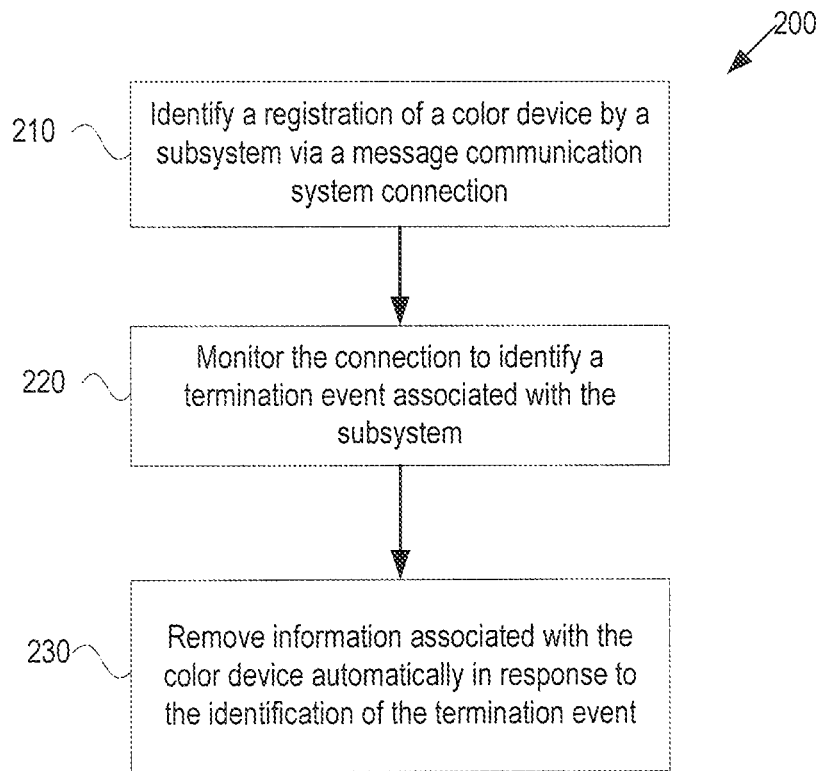 200
210
Identify a registration of a color device by a
subsystem via a message communication
system connection
220
Monitor the connection to identify a
termination event associated with the
subsystem
230
Remove information associated with the
color device automatically in response to
the identification of the termination event